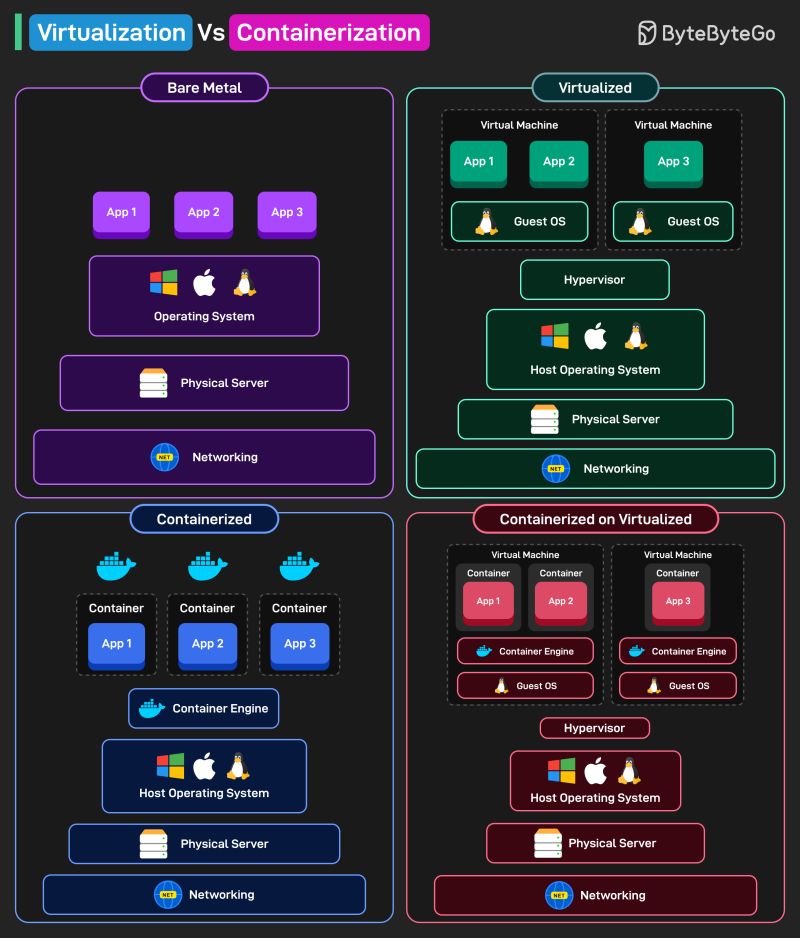 Virtualization Vs Containerization
ByteByteGo
Bare Metal
App 1 App 2 App 3
Operating System
Physical Server
NET Networking
Virtualized
Virtual Machine Virtual Machine
App 1 App 2 App 3
Guest OS Guest OS
Hypervisor
Host Operating System
Physical Server
NET Networking
Containerized
Container Container Container
App 1 App 2 App 3
Container Engine
Host Operating System
Physical Server
NET Networking
Containerized on Virtualized
Virtual Machine Virtual Machine
Container Container Container
App 1 App 2 App 3
Container Engine Container Engine
Guest OS Guest OS
Hypervisor
Host Operating System
Physical Server
NET Networking